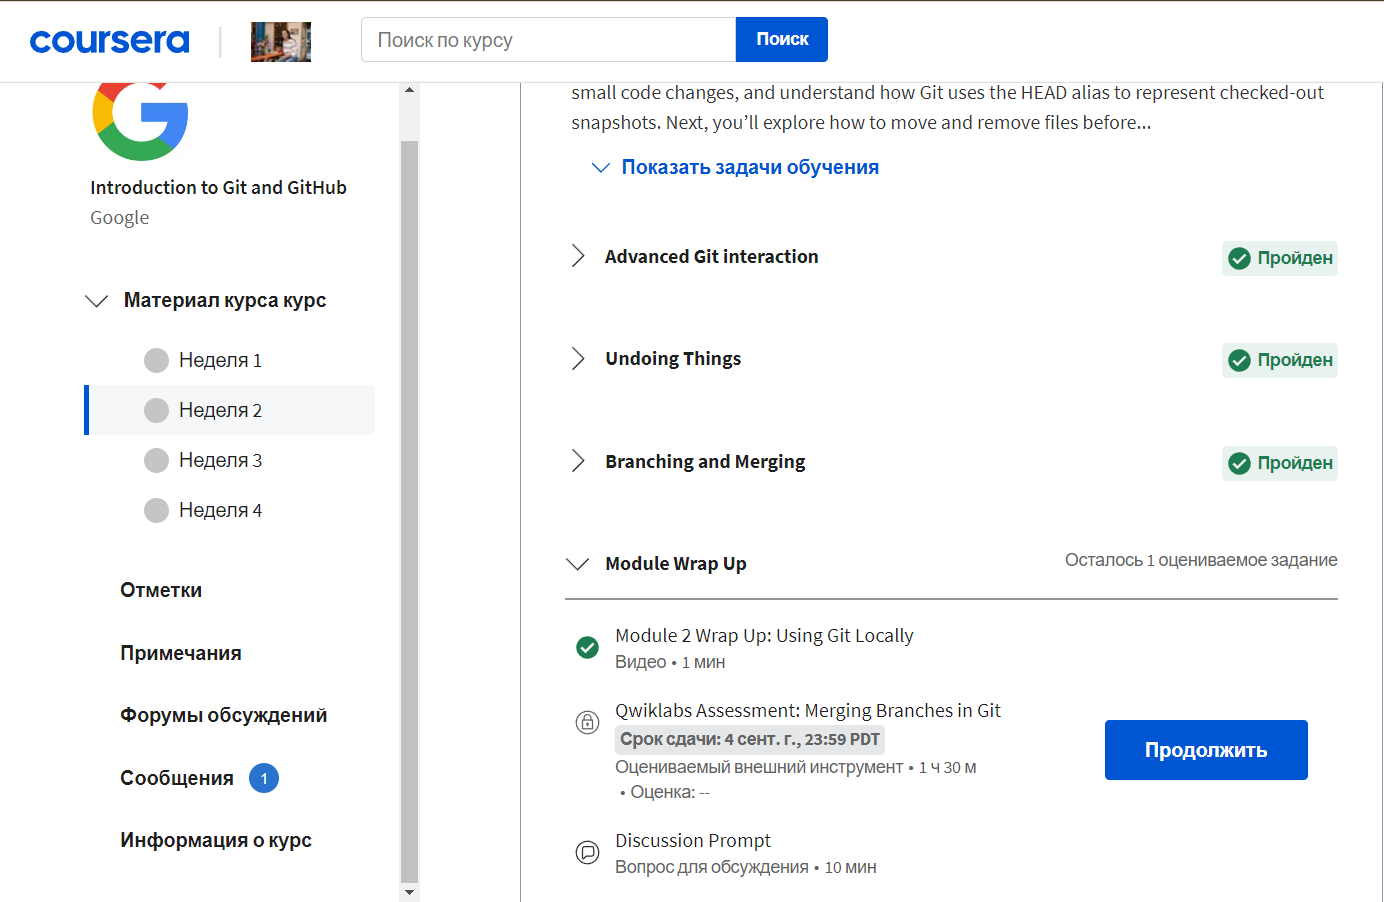 coursera
Поиск по курсу
Поиск
small code changes, and understand how Git uses the HEAD alias to represent checked-out
snapshots. Next, you’ll explore how to move and remove files before...
Показать задачи обучения
Introduction to Git and GitHub
Google
Материал курса курс
Неделя 1
Неделя 2
Неделя 3
Неделя 4
Отметки
Примечания
Форумы обсуждений
Сообщения 1
Информация о курс
Advanced Git interaction
Пройден
Undoing Things
Пройден
Branching and Merging
Пройден
Module Wrap Up
Осталось 1 оцениваемое задание
Module 2 Wrap Up: Using Git Locally
Видео • 1 мин
Qwiklabs Assessment: Merging Branches in Git
Срок сдачи: 4 сент. г., 23:59 PDT
Оцениваемый внешний инструмент • 1 ч 30 м
• Оценка: --
Продолжить
Discussion Prompt
Вопрос для обсуждения • 10 мин